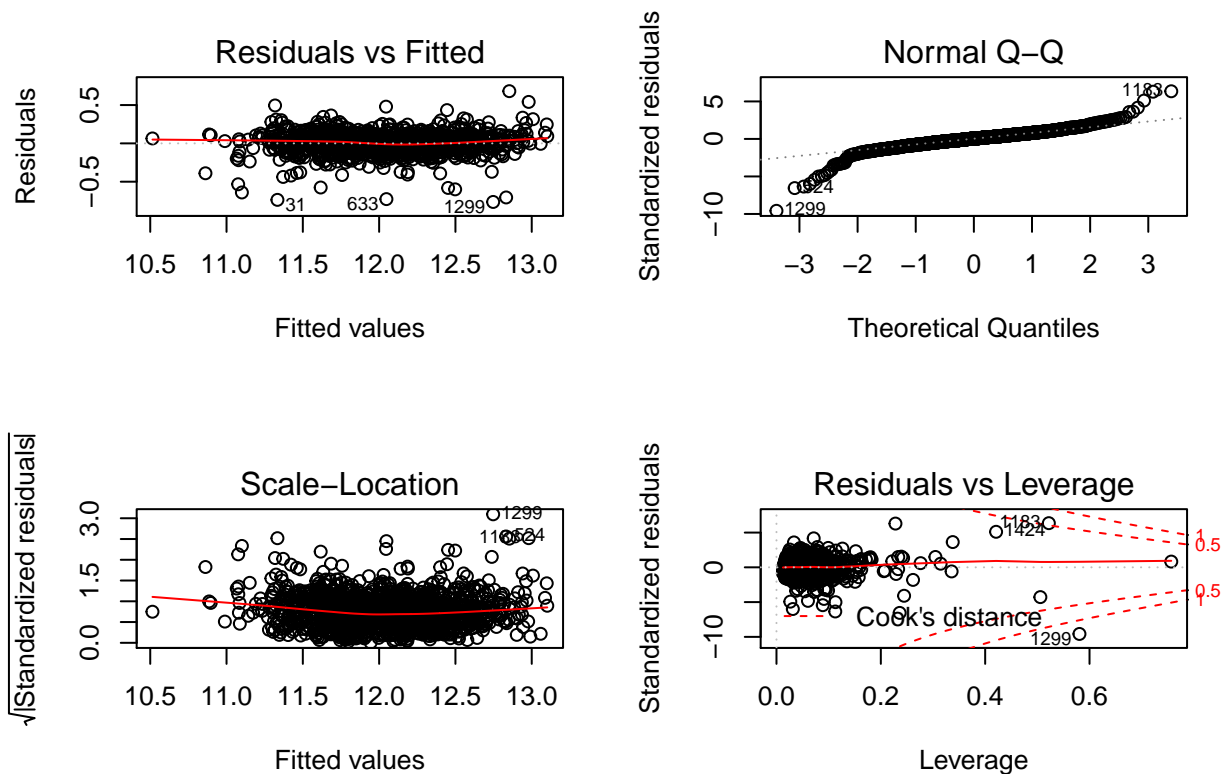 Residuals vs Fitted
Residuals
0.5
−0.5
31
633
1299
10.5 11.0 11.5 12.0 12.5 13.0
Fitted values
Normal Q−Q
Standardized residuals
5
0
−10
1183
524
1299
−3 −2 −1 0 1 2 3
Theoretical Quantiles
Scale−Location
√|Standardized residuals|
3.0
1.5
0.0
1299
524
10.5 11.0 11.5 12.0 12.5 13.0
Fitted values
Residuals vs Leverage
Standardized residuals
0
−10
1183
1424
1299
Cook's distance
1
0.5
0.5
1
0.0 0.2 0.4 0.6
Leverage